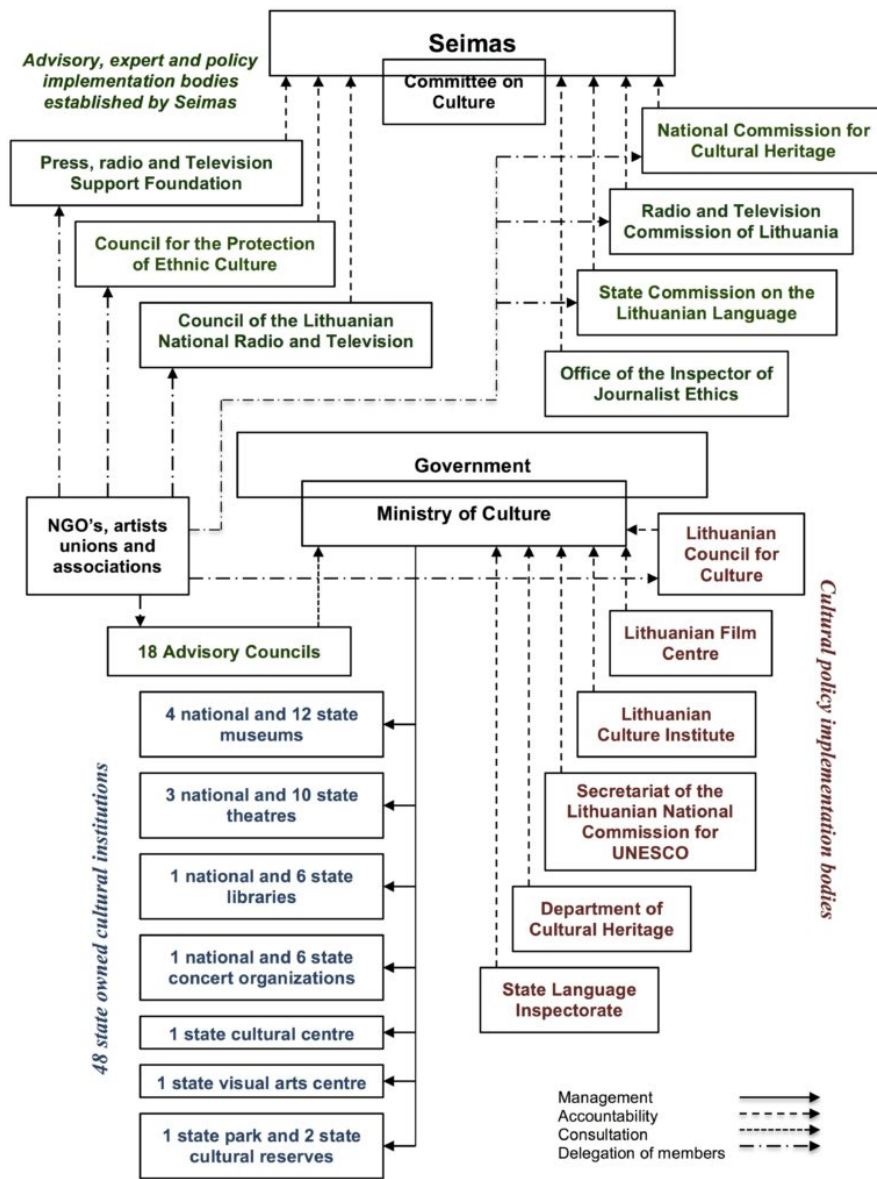 Seimas
Committee on
Culture
Advisory, expert and policy
implementation bodies
established by Seimas
Press, radio and Television
Support Foundation
Council for the Protection
of Ethnic Culture
Council of the Lithuanian
National Radio and Television
National Commission for
Cultural Heritage
Radio and Television
Commission of Lithuania
State Commission on the
Lithuanian Language
Office of the Inspector of
Journalist Ethics
Government
Ministry of Culture
NGO's, artists
unions and
associations
18 Advisory Councils
Lithuanian
Council for
Culture
Lithuanian Film
Centre
Lithuanian
Culture Institute
Secretariat of the
Lithuanian National
Commission for
UNESCO
Department of
Cultural Heritage
State Language
Inspectorate
Cultural policy implementation bodies
48 state owned cultural institutions
4 national and 12 state
museums
3 national and 10 state
theatres
1 national and 6 state
libraries
1 national and 6 state
concert organizations
1 state cultural centre
1 state visual arts centre
1 state park and 2 state
cultural reserves
Management
Accountability
Consultation
Delegation of members